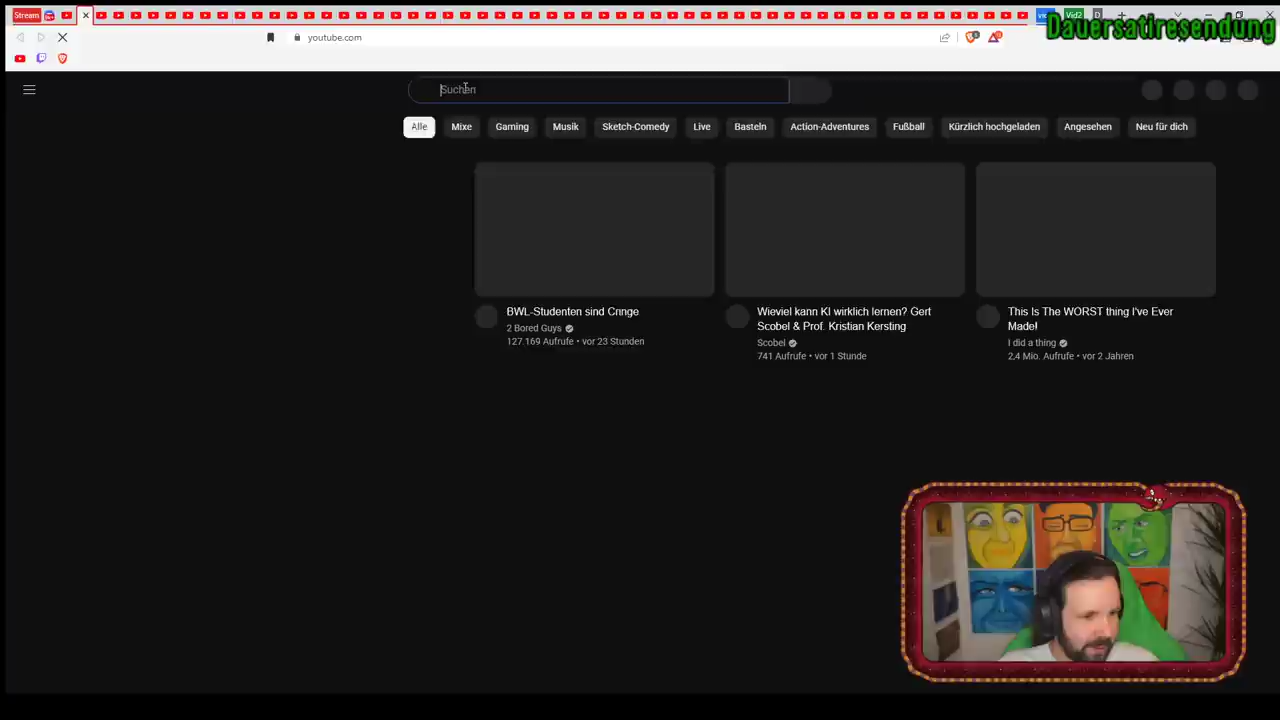 Stream
vid
Vid2
D
Dauersatiresendung
youtube.com
Suchen
Alle
Mixe
Gaming
Musik
Sketch-Comedy
Live
Basteln
Action-Adventures
Fußball
Kürzlich hochgeladen
Angesehen
Neu für dich
BWL-Studenten sind Cringe
2 Bored Guys
127.169 Aufrufe • vor 23 Stunden
Wieviel kann KI wirklich lernen? Gert
Scobel & Prof. Kristian Kersting
Scobel
741 Aufrufe • vor 1 Stunde
This Is The WORST thing I've Ever
Made!
I did a thing
2,4 Mio. Aufrufe • vor 2 Jahren